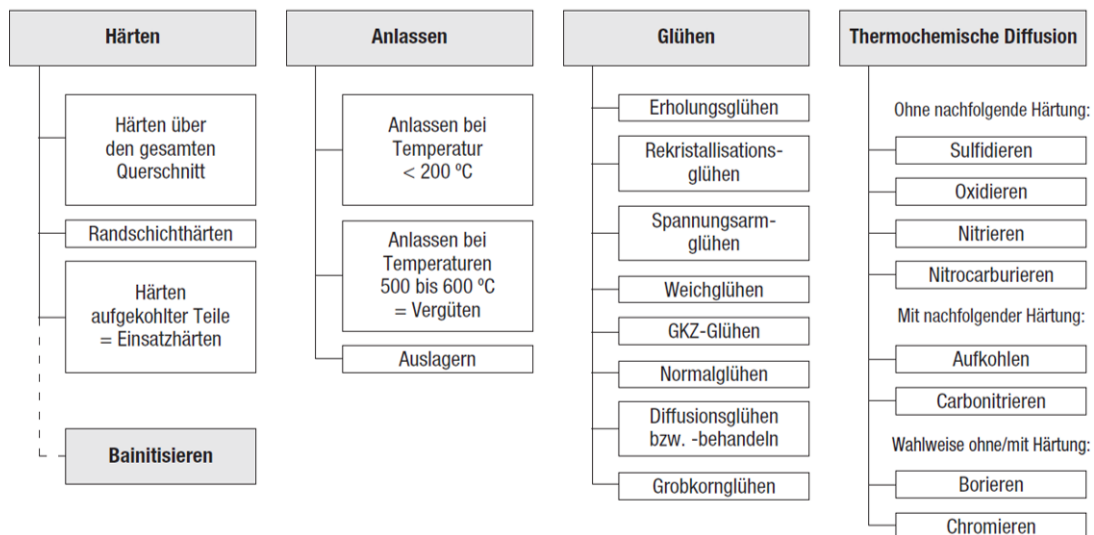 Härten
Härten über
den gesamten
Querschnitt
Randschichthärten
Härten
aufgekohlter Teile
= Einsatzhärten
Bainitisieren
Anlassen
Anlassen bei
Temperatur
< 200 ºC
Anlassen bei
Temperaturen
500 bis 600 ºC
= Vergüten
Auslagern
Glühen
Erholungsglühen
Rekristallisations-
glühen
Spannungsarm-
glühen
Weichglühen
GKZ-Glühen
Normalglühen
Diffusionsglühen
bzw. -behandeln
Grobkornglühen
Thermochemische Diffusion
Ohne nachfolgende Härtung:
Sulfidieren
Oxidieren
Nitrieren
Nitrocarburieren
Mit nachfolgender Härtung:
Aufkohlen
Carbonitrieren
Wahlweise ohne/mit Härtung:
Borieren
Chromieren